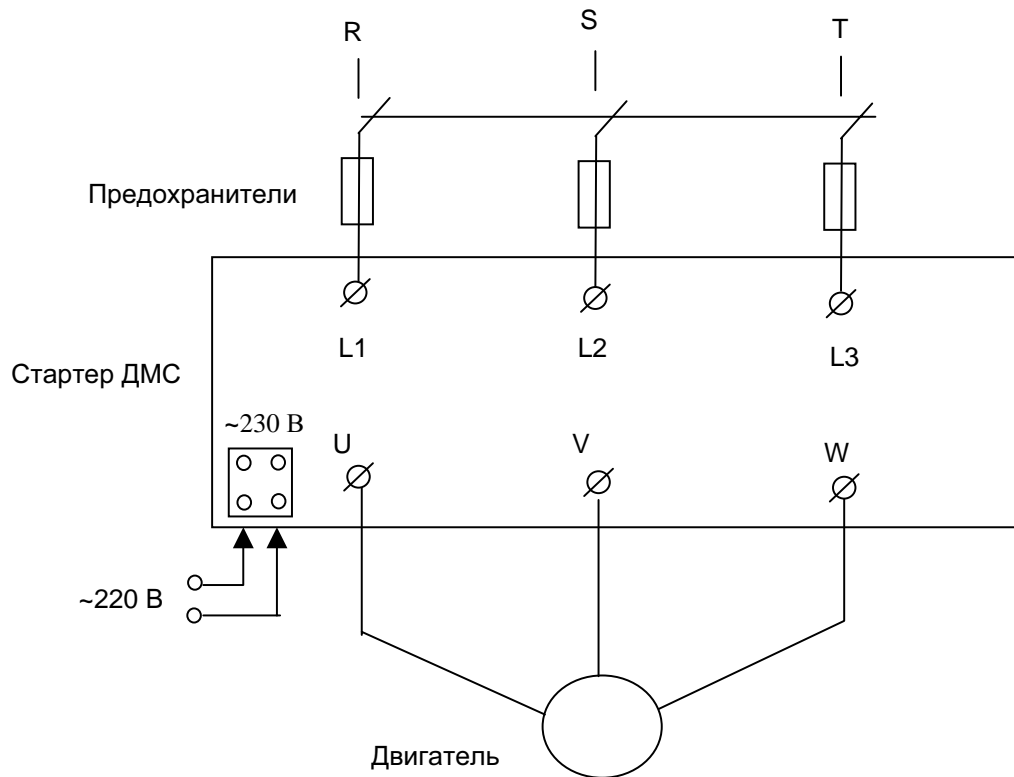 R
S
T
Предохранители
L1
L2
L3
Стартер ДМС
~230 В
U
V
W
~220 В
Двигатель